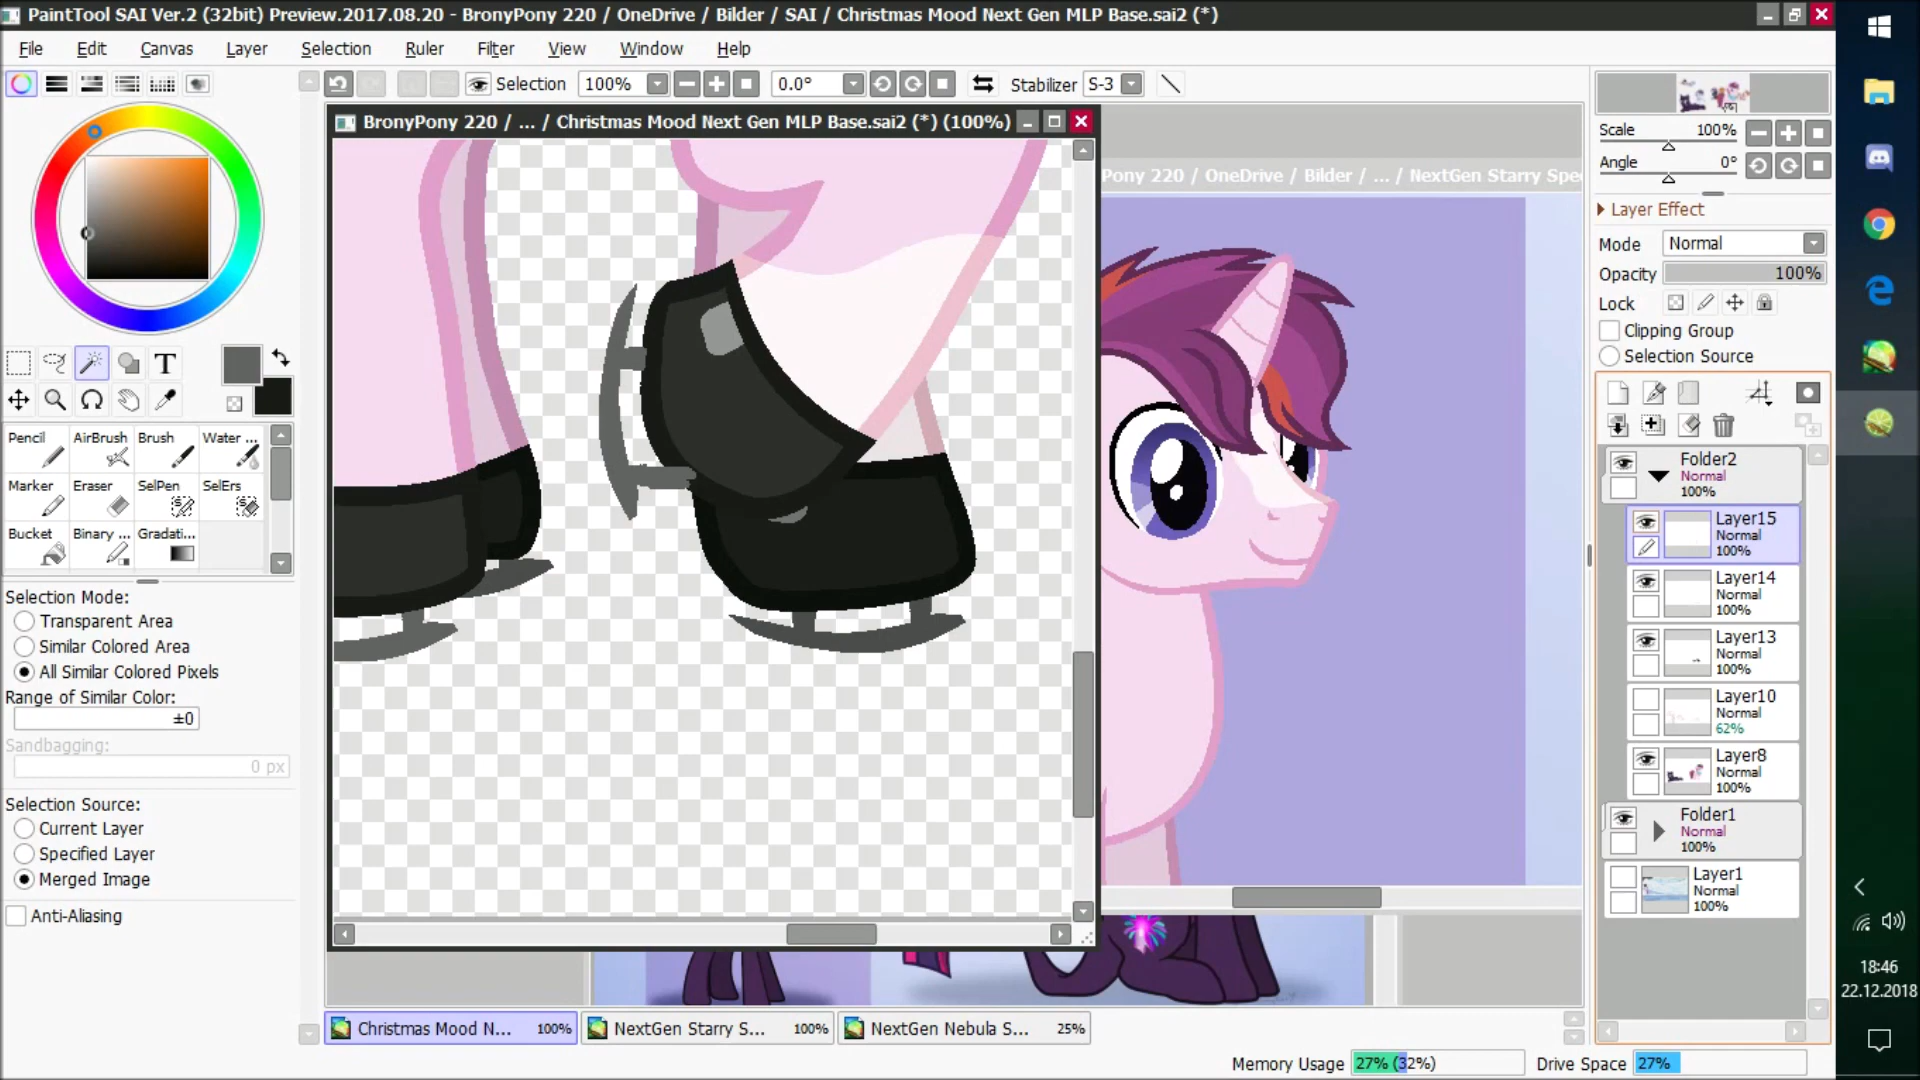 PaintTool SAI Ver.2 (32bit) Preview.2017.08.20 - BronyPony 220 / OneDrive / Bilder / SAI / Christmas Mood Next Gen MLP Base.sai2 (*)
File Edit Canvas Layer Selection Ruler Filter View Window Help
Selection 100% 0.0° Stabilizer S-3
BronyPony 220 / ... / Christmas Mood Next Gen MLP Base.sai2 (*) (100%)
Pony 220 / OneDrive / Bilder / ... / NextGen Starry Spe
T
Pencil AirBrush Brush Water ...
Marker Eraser SelPen SelErs
Bucket Binary ... Gradati...
Selection Mode:
Transparent Area
Similar Colored Area
All Similar Colored Pixels
Range of Similar Color:
±0
Sandbagging:
0 px
Selection Source:
Current Layer
Specified Layer
Merged Image
Anti-Aliasing
Scale 100%
Angle 0°
Layer Effect
Mode Normal
Opacity 100%
Lock
Clipping Group
Selection Source
Folder2
Normal
100%
Layer15
Normal
100%
Layer14
Normal
100%
Layer13
Normal
100%
Layer10
Normal
62%
Layer8
Normal
100%
Folder1
Normal
100%
Layer1
Normal
100%
Christmas Mood N... 100% NextGen Starry S... 100% NextGen Nebula S... 25%
Memory Usage 27% (32%) Drive Space 27%
18:46
22.12.2018